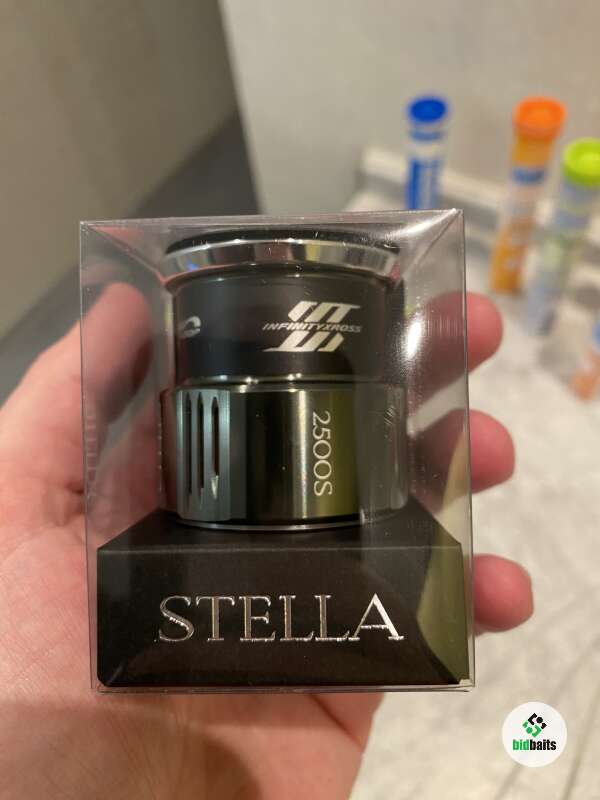 INFINITYXROSS
2500S
STELLA
bidbaits